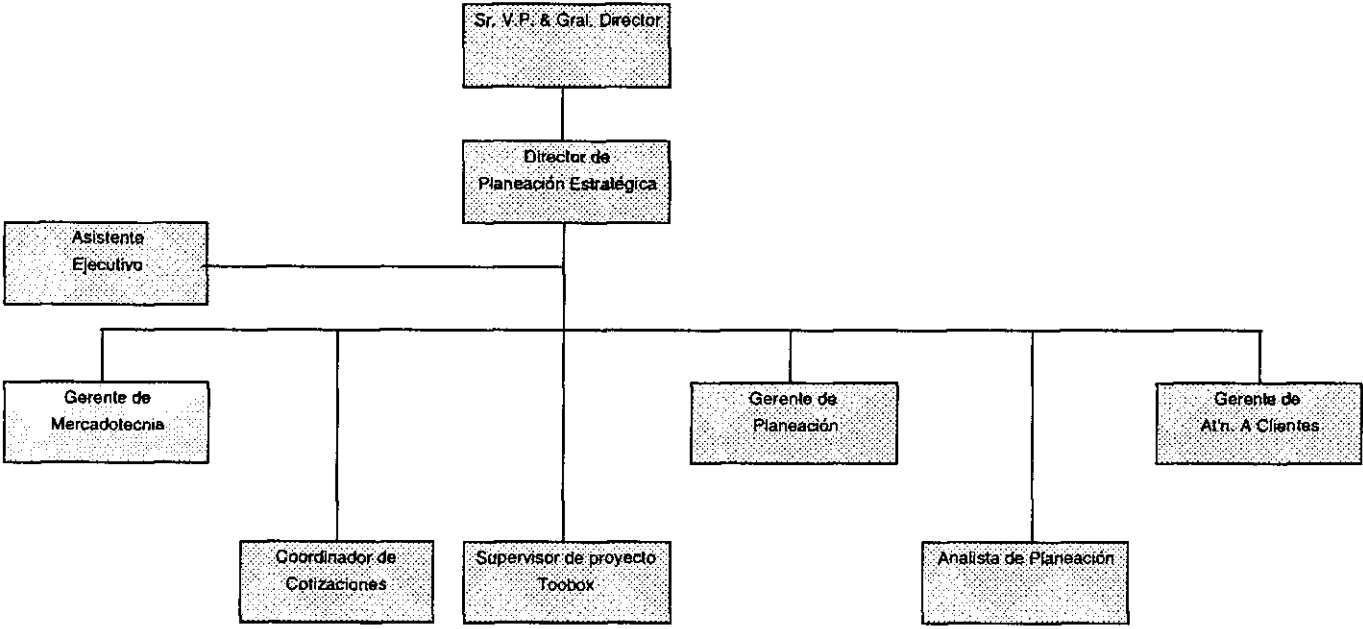 Sr. V.P. & Gral. Director
Director de
Planeación Estratégica
Asistente
Ejecutivo
Gerente de
Mercadotecnia
Gerente de
Planeación
Gerente de
At'n. A Clientes
Coordinador de
Cotizaciones
Supervisor de proyecto
Toobox
Analista de Planeación